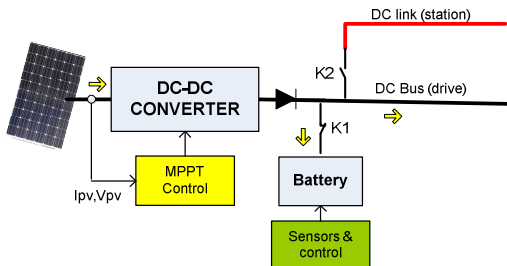 DC link (station)
K2
DC-DC
CONVERTER
DC Bus (drive)
K1
MPPT
Control
Ipv,Vpv
Battery
Sensors &
control